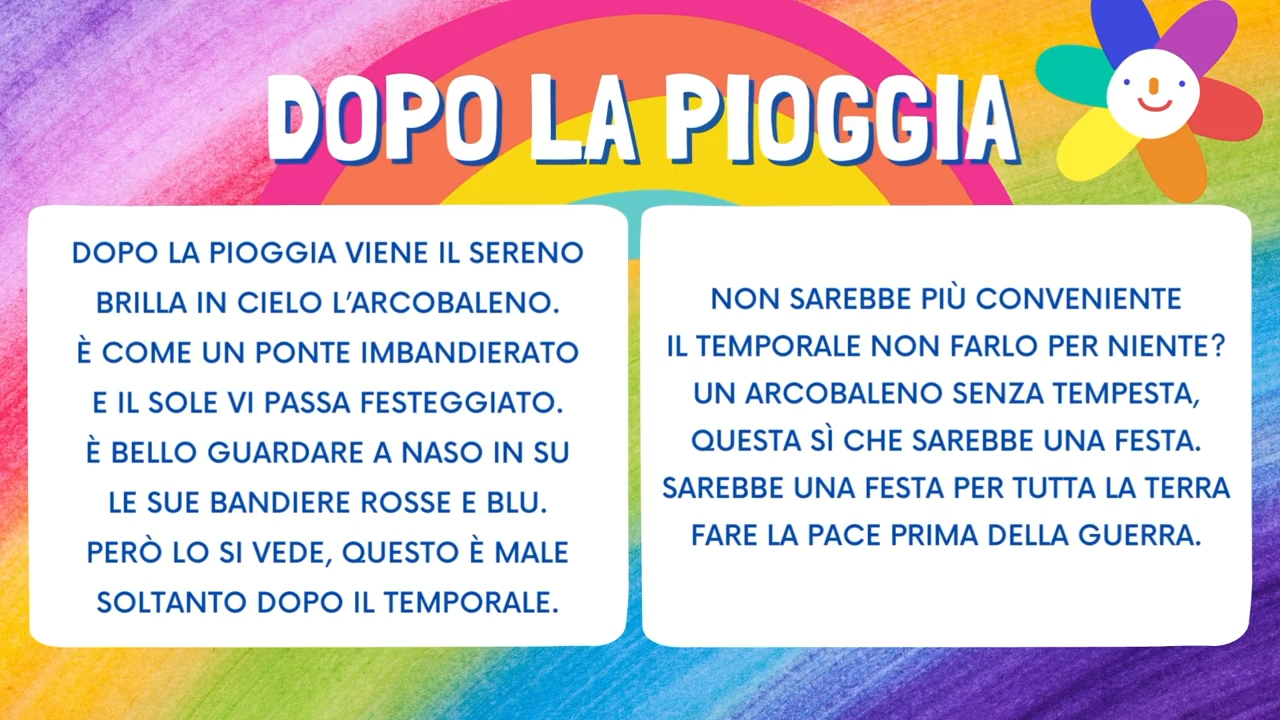 DOPO LA PIOGGIA
DOPO LA PIOGGIA VIENE IL SERENO
BRILLA IN CIELO L'ARCOBALENO.
È COME UN PONTE IMBANDIERATO
E IL SOLE VI PASSA FESTEGGIATO.
È BELLO GUARDARE A NASO IN SU
LE SUE BANDIERE ROSSE E BLU.
PERÒ LO SI VEDE, QUESTO È MALE
SOLTANTO DOPO IL TEMPORALE.
NON SAREBBE PIÙ CONVENIENTE
IL TEMPORALE NON FARLO PER NIENTE?
UN ARCOBALENO SENZA TEMPESTA,
QUESTA SÌ CHE SAREBBE UNA FESTA.
SAREBBE UNA FESTA PER TUTTA LA TERRA
FARE LA PACE PRIMA DELLA GUERRA.